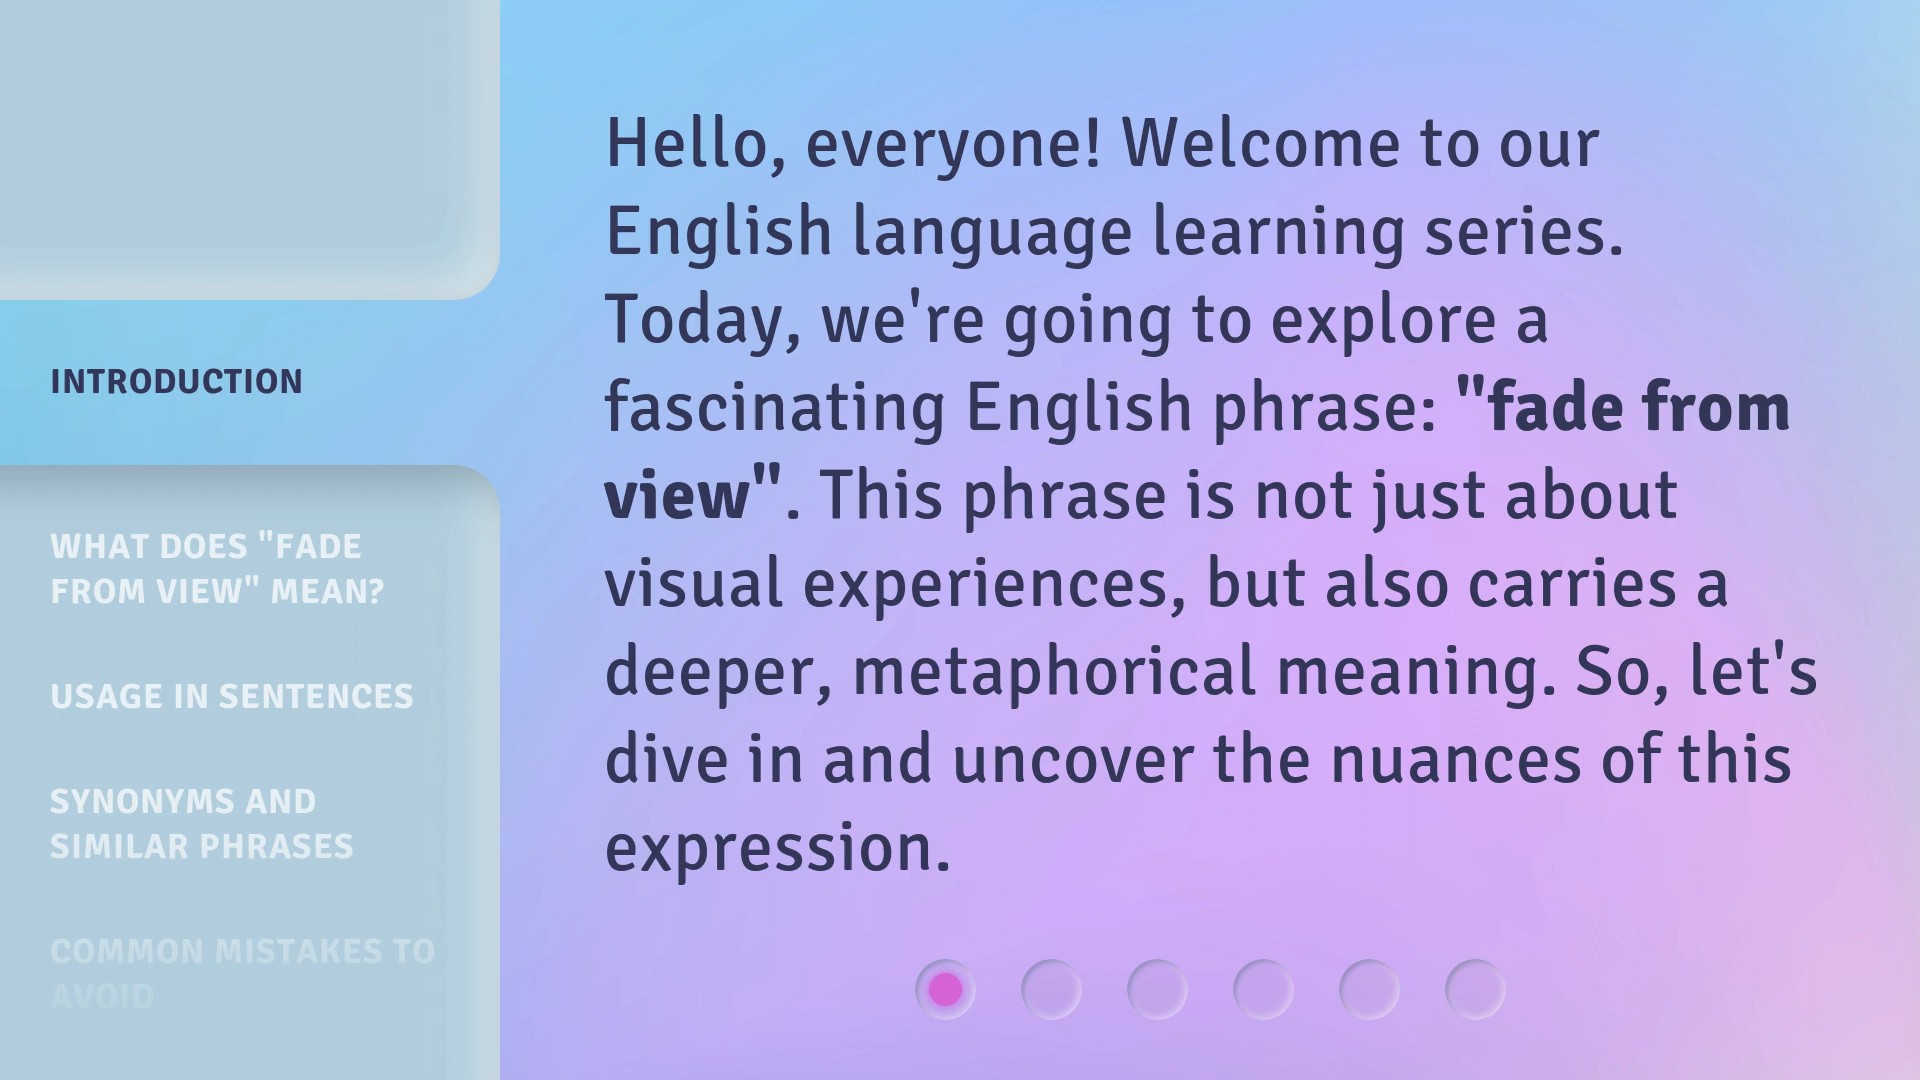 INTRODUCTION
WHAT DOES "FADE
FROM VIEW" MEAN?
USAGE IN SENTENCES
SYNONYMS AND
SIMILAR PHRASES
COMMON MISTAKES TO
AVOID
Hello, everyone! Welcome to our
English language learning series.
Today, we're going to explore a
fascinating English phrase: "fade from
view". This phrase is not just about
visual experiences, but also carries a
deeper, metaphorical meaning. So, let's
dive in and uncover the nuances of this
expression.